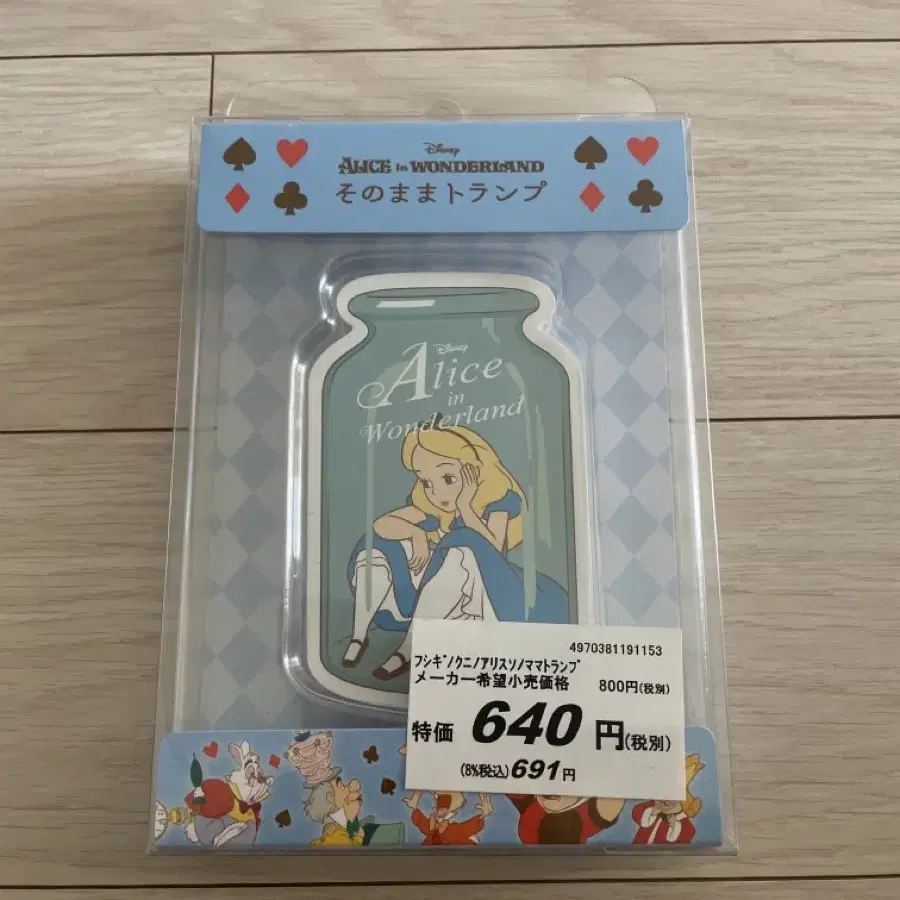 Disney
ALICE in WONDERLAND
そのままトランプ
Disney
Alice
in
Wonderland
4970381191153
フシギノクニノアリスソノママトランプ
メーカー希望小売価格 800円(税別)
特価 640 円(税別)
(8%税込)691円